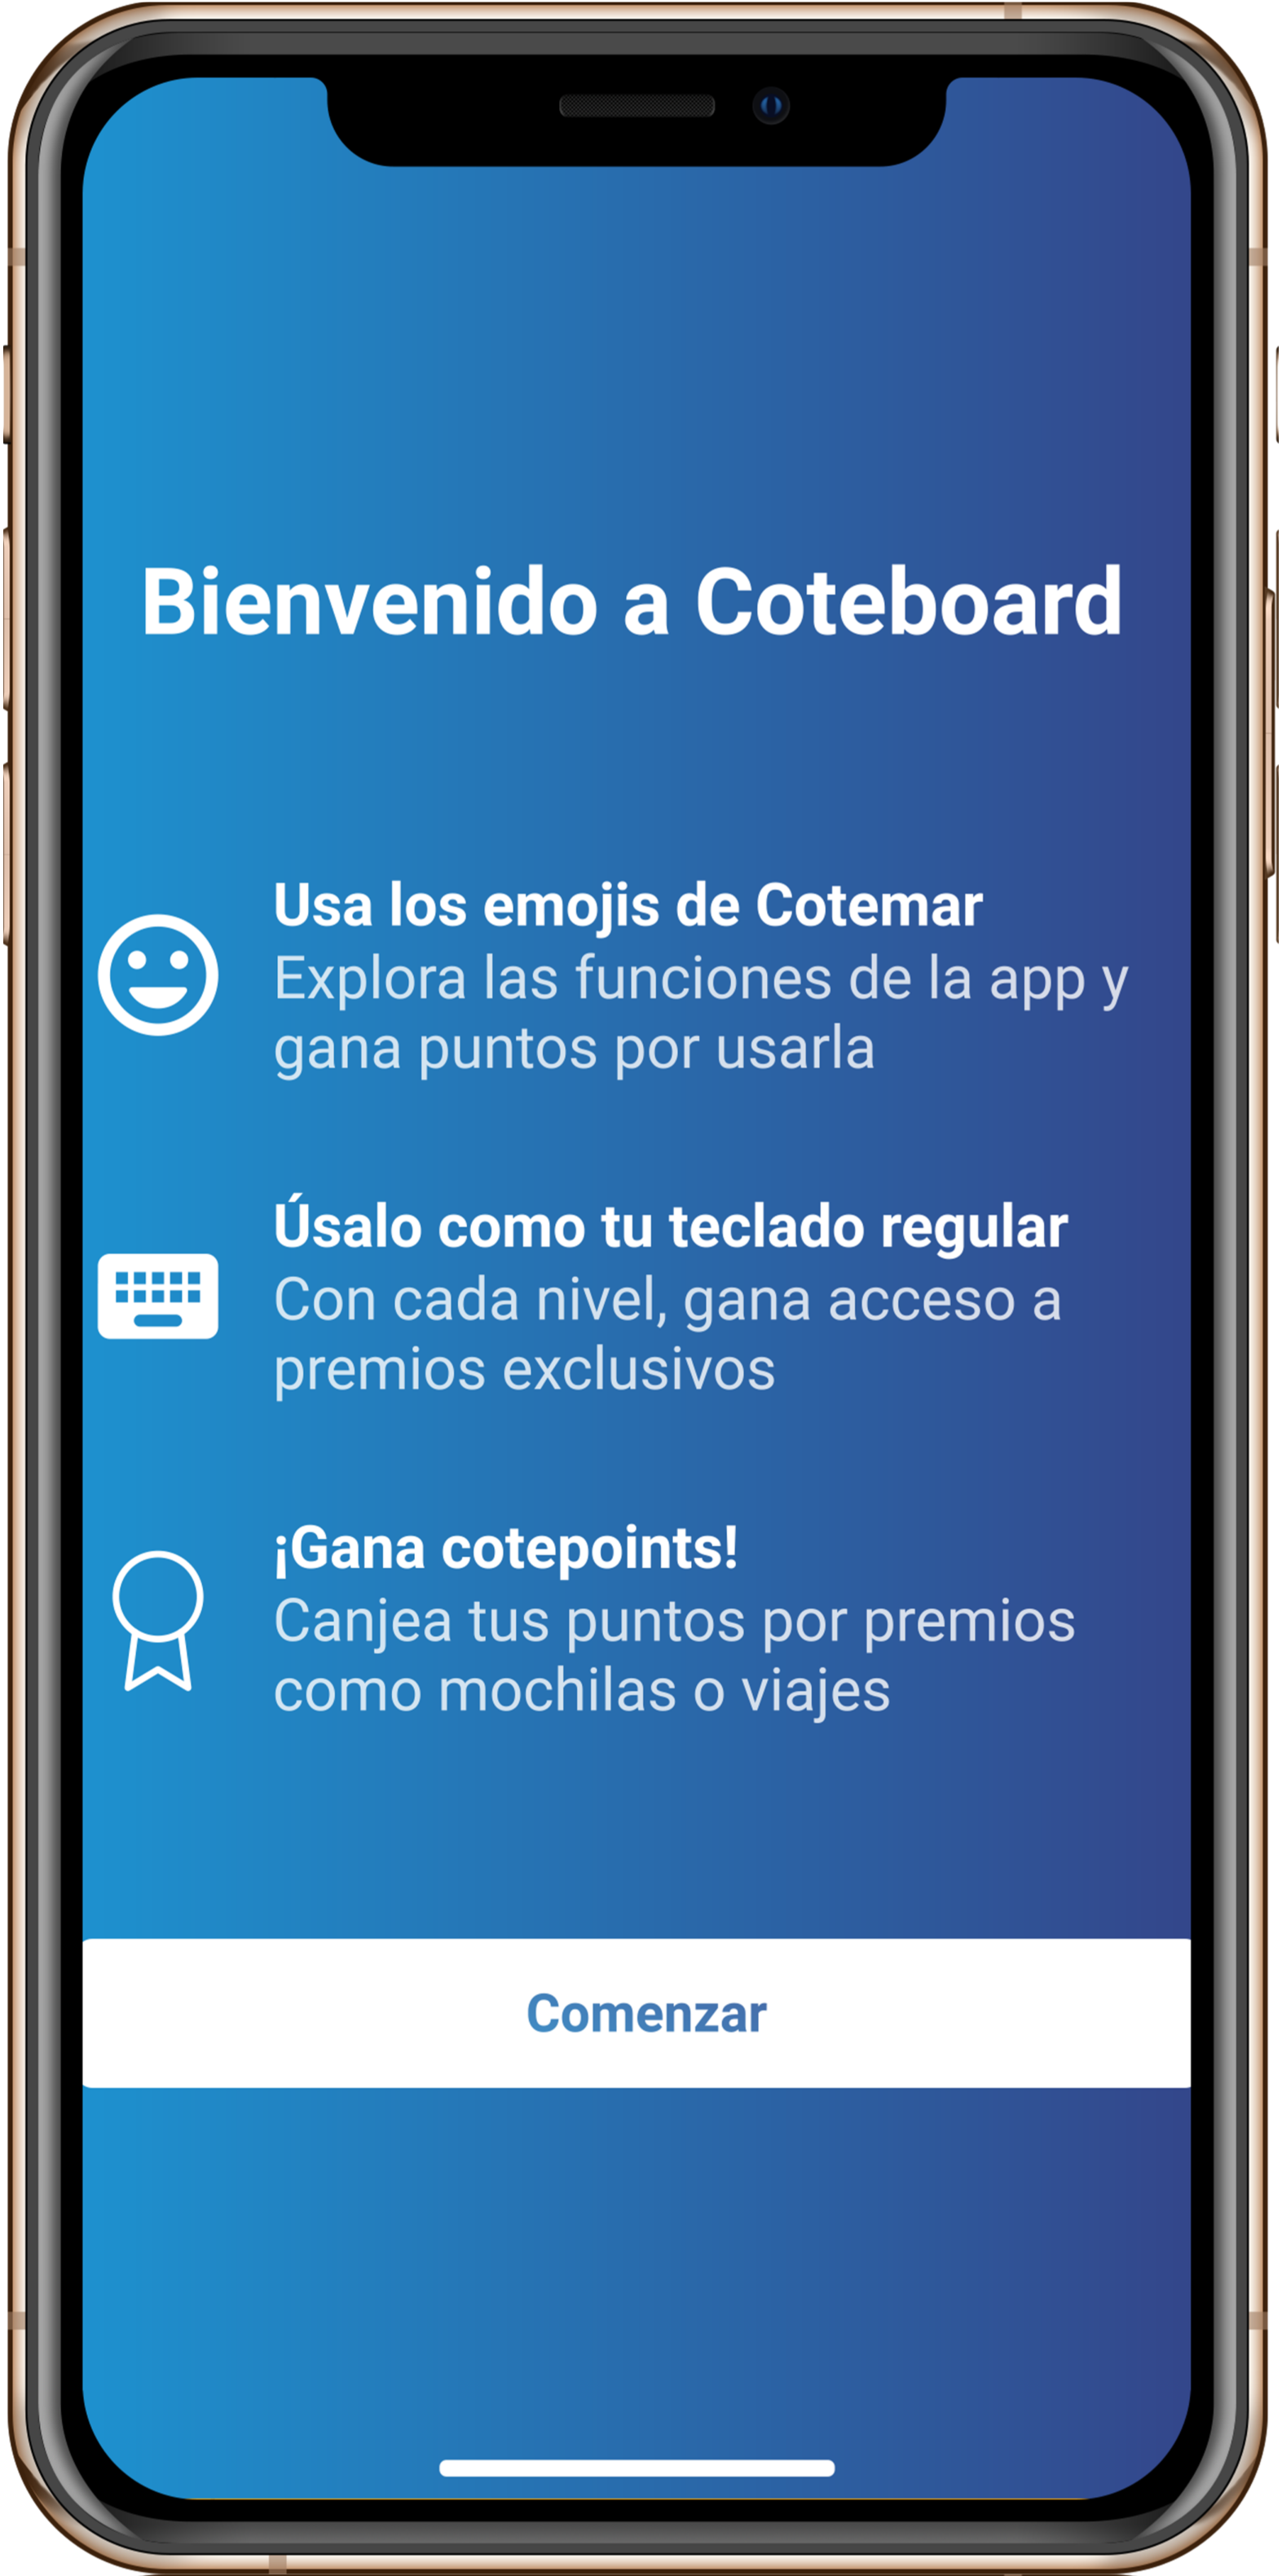 Bienvenido a Coteboard
Usa los emojis de Cotemar
Explora las funciones de la app y
gana puntos por usarla
Úsalo como tu teclado regular
Con cada nivel, gana acceso a
premios exclusivos
¡Gana cotepoints!
Canjea tus puntos por premios
como mochilas o viajes
Comenzar